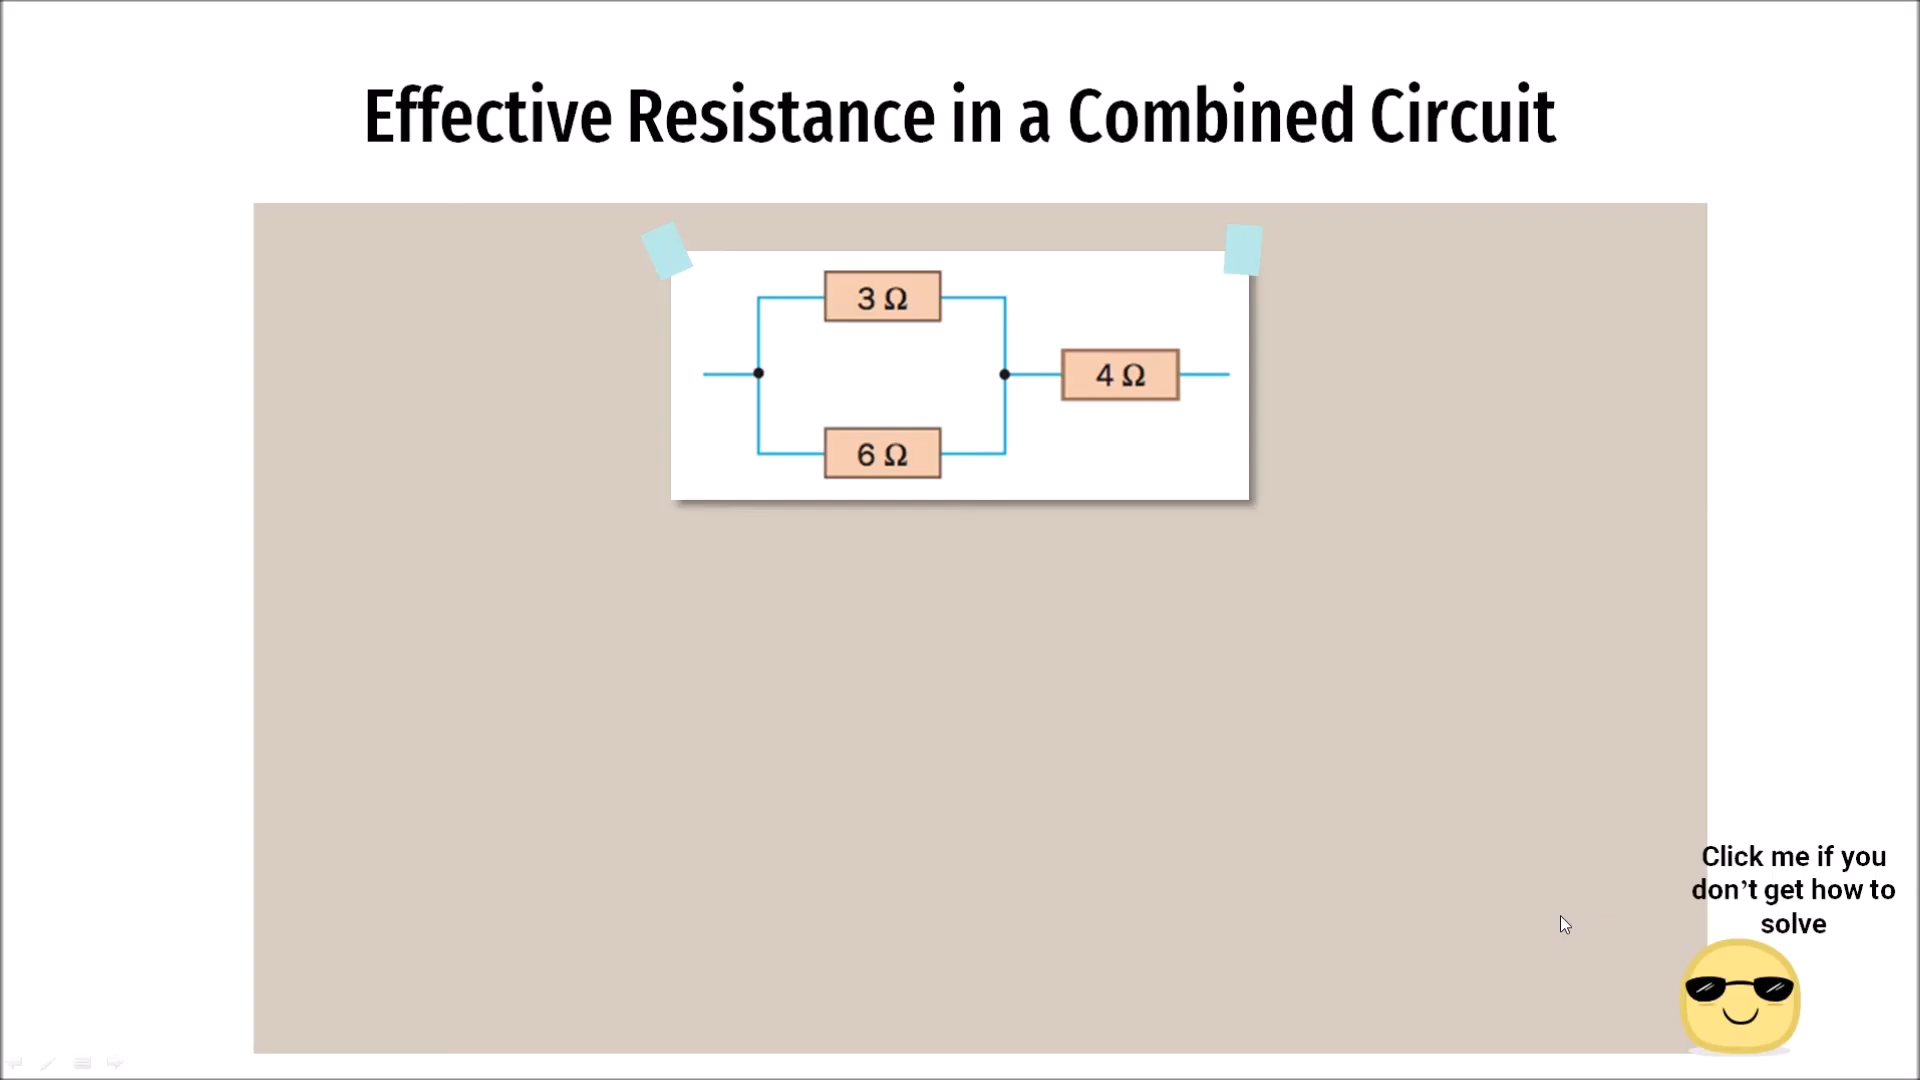 Effective Resistance in a Combined Circuit
3 Ω
4 Ω
6 Ω
Click me if you
don’t get how to
solve